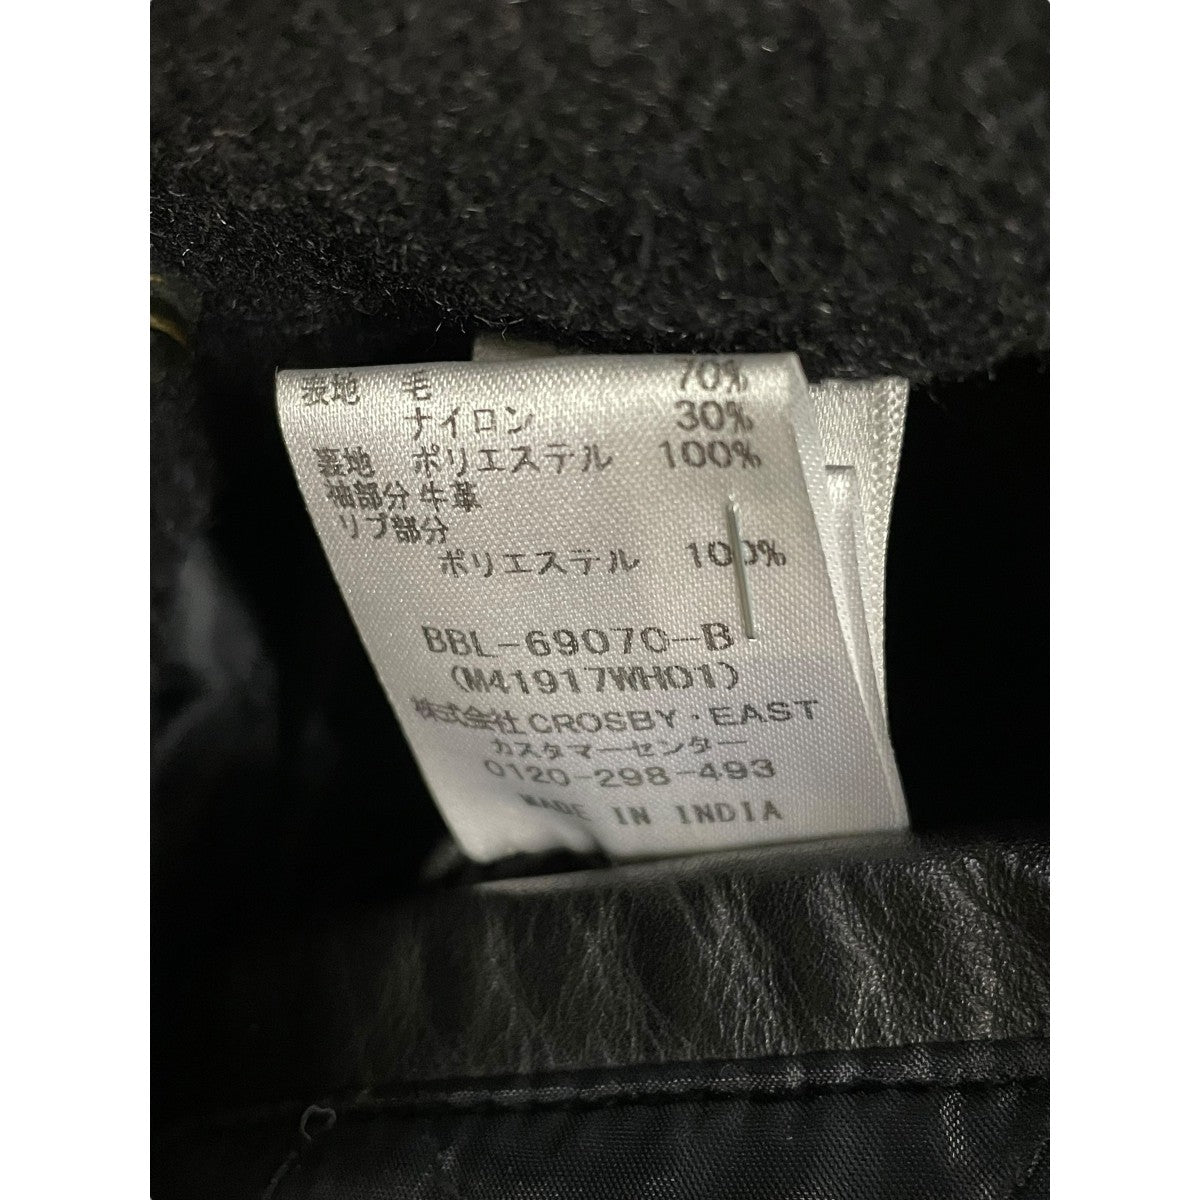 表地 毛 70%
ナイロン 30%
裏地 ポリエステル 100%
袖部分 牛革
リブ部分
ポリエステル 100%
BBL-69070-B
(M41917WH01)
株式会社CROSBY・EAST
カスタマーセンター
0120-298-493
MADE IN INDIA